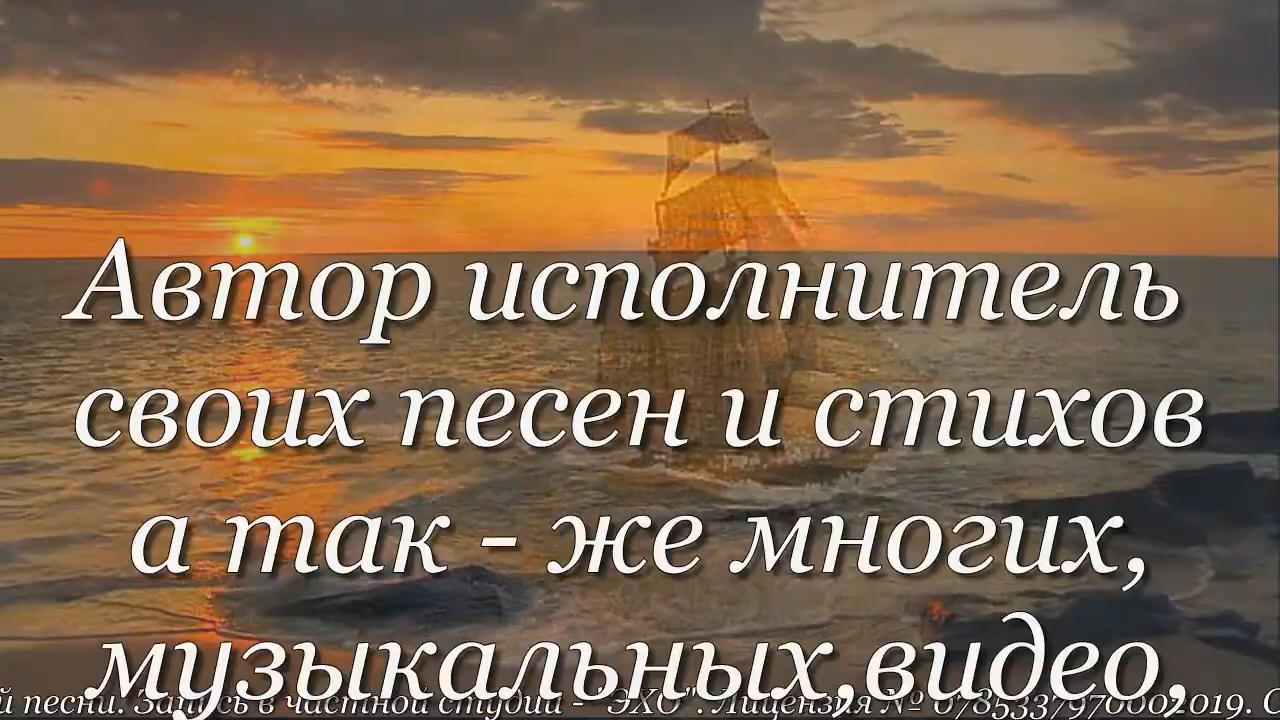 Автор исполнитель
своих песен и стихов
а так - же многих,
музыкальных,видео,
й песни. Запись в частной студии - "ЭХО". Лицензия № 0785337970002019. С